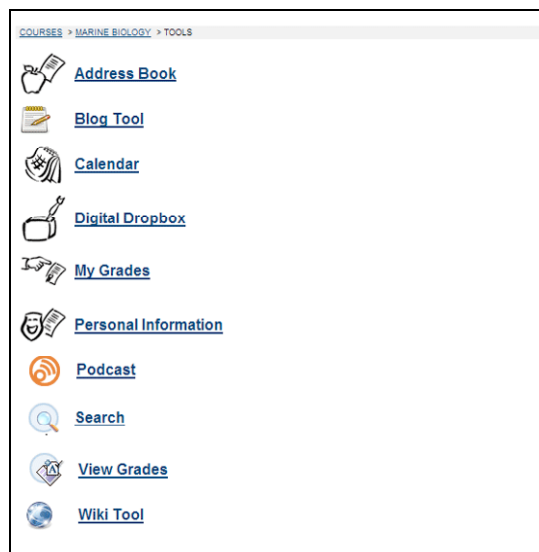 COURSES > MARINE BIOLOGY > TOOLS
Address Book
Blog Tool
Calendar
Digital Dropbox
My Grades
Personal Information
Podcast
Search
View Grades
Wiki Tool